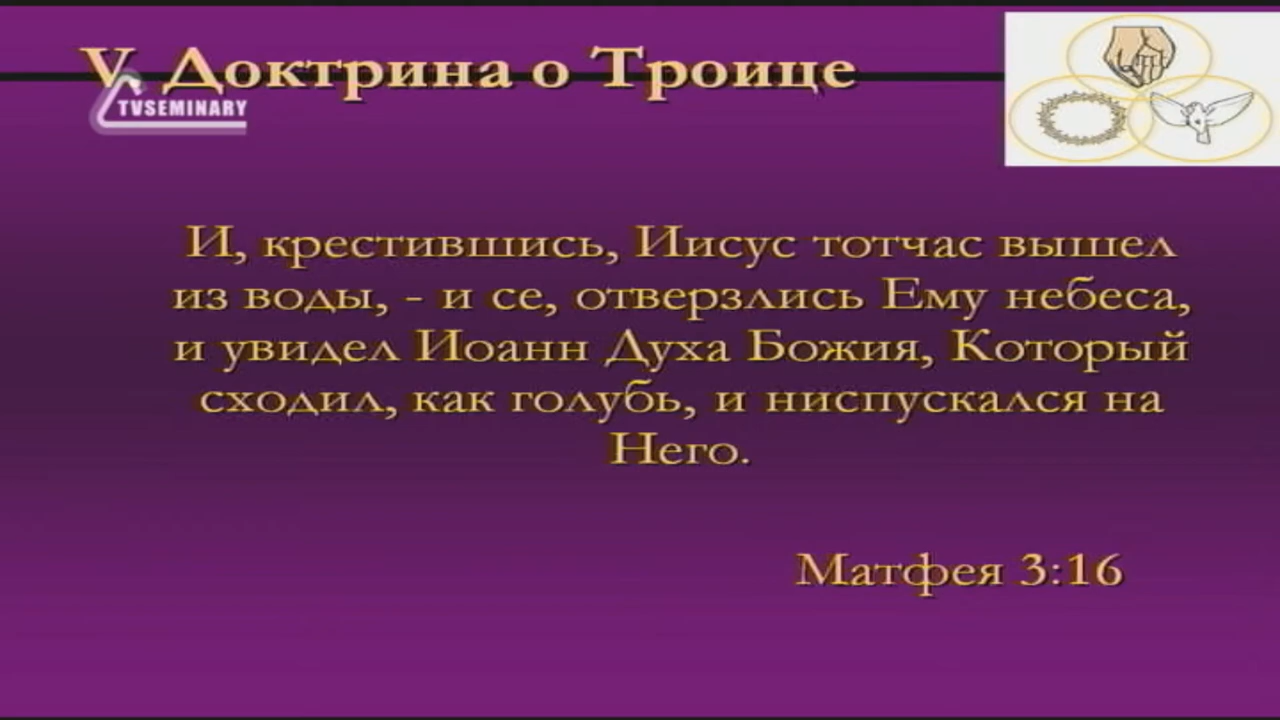 V. Доктрина о Троице
TVSEMINARY
И, крестившись, Иисус тотчас вышел
из воды, - и се, отверзлись Ему небеса,
и увидел Иоанн Духа Божия, Который
сходил, как голубь, и ниспускался на
Него.
Матфея 3:16